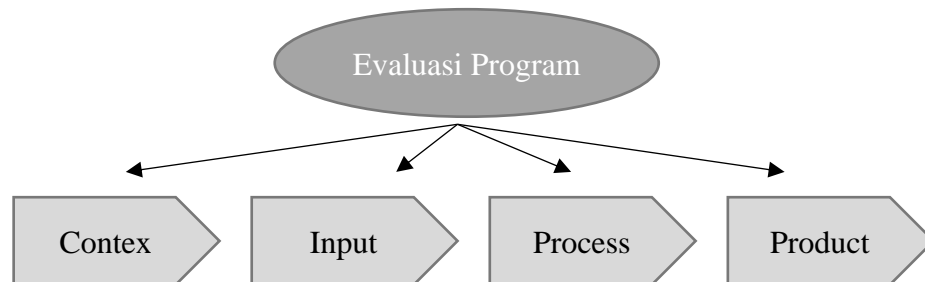 Evaluasi Program
Contex
Input
Process
Product